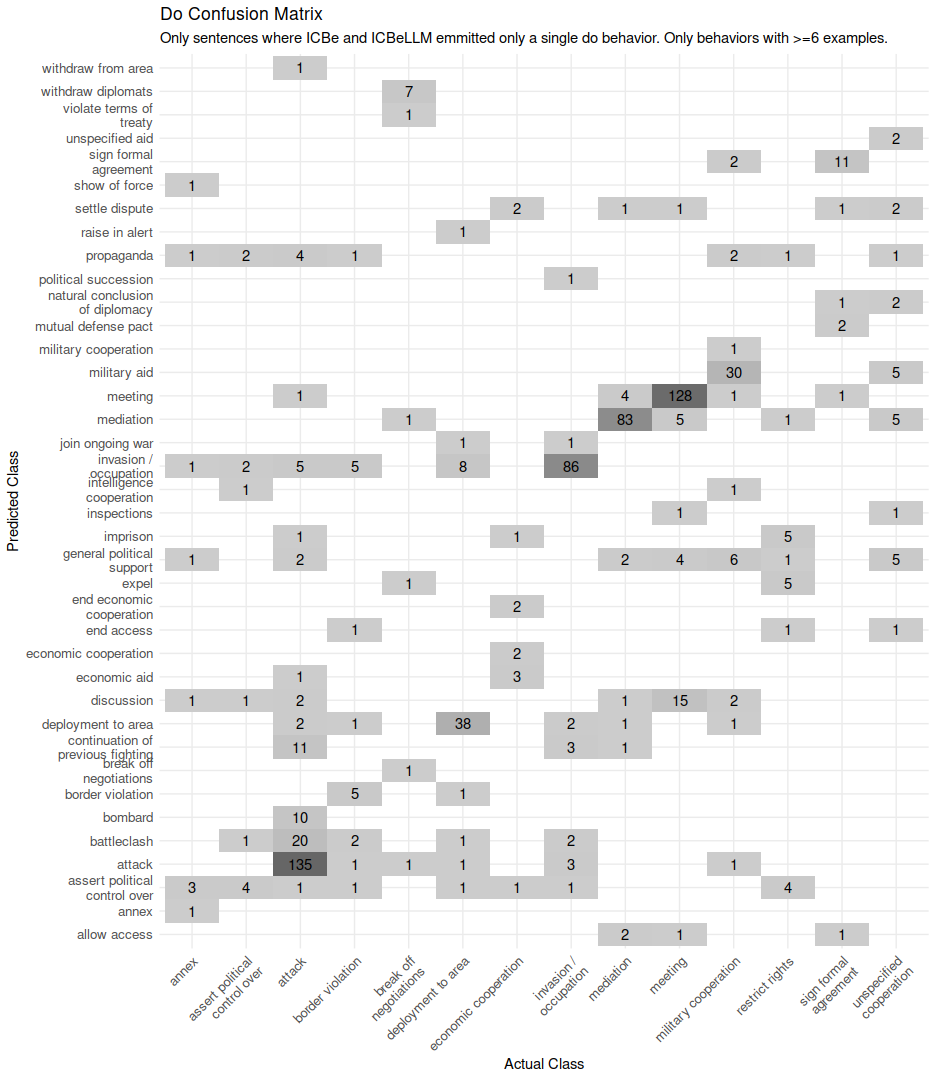 Do Confusion Matrix
Only sentences where ICBe and ICBeLLM emmitted only a single do behavior. Only behaviors with >=6 examples.
Predicted Class
withdraw from area 1
withdraw diplomats 7
violate terms of
treaty 1
unspecified aid 2
sign formal
agreement 2 11
show of force 1
settle dispute 2 1 1 1 2
raise in alert 1
propaganda 1 2 4 1 2 1 1
political succession 1
natural conclusion
of diplomacy 1 2
mutual defense pact 2
military cooperation 1
military aid 30 5
meeting 1 4 128 1 1
mediation 1 83 5 1 5
join ongoing war 1 1
invasion /
occupation 1 2 5 5 8 86
intelligence
cooperation 1 1
inspections 1 1
imprison 1 1 5
general political
support 1 2 2 4 6 1 5
expel 1 5
end economic
cooperation 2
end access 1 1 1
economic cooperation 2
economic aid 1 3
discussion 1 1 2 1 15 2
deployment to area 2 1 38 2 1 1
continuation of
previous fighting 11 3 1
break off
negotiations 1
border violation 5 1
bombard 10
battleclash 1 20 2 1 2
attack 135 1 1 1 3 1
assert political
control over 3 4 1 1 1 1 1 4
annex 1
allow access 2 1 1
annex
assert political
control over
attack
border violation
break off
negotiations
deployment to area
economic cooperation
invasion /
occupation
mediation
meeting
military cooperation
restrict rights
sign formal
agreement
unspecified
cooperation
Actual Class